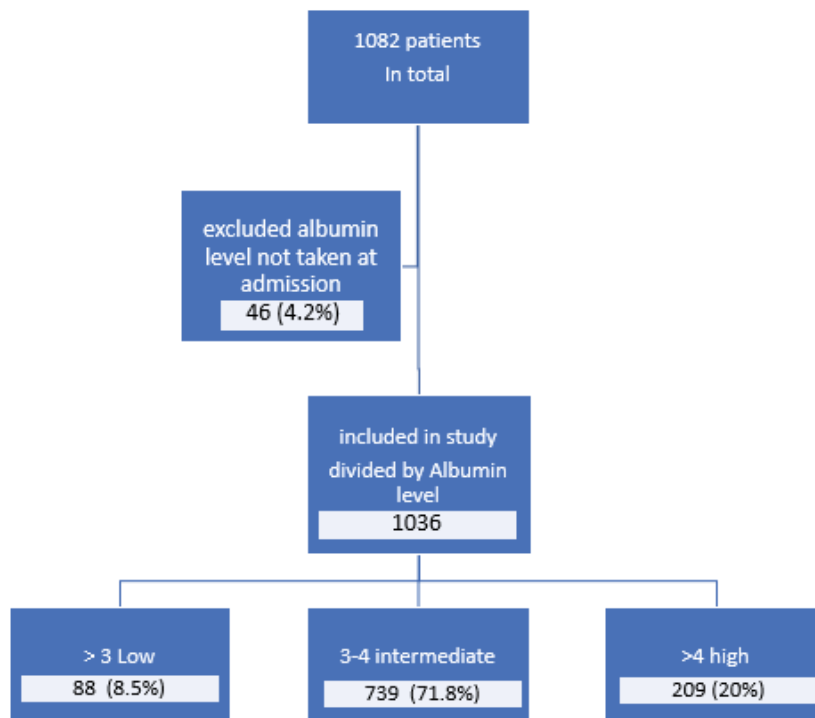 1082 patients
In total
excluded albumin
level not taken at
admission
46 (4.2%)
included in study
divided by Albumin
level
1036
> 3 Low
88 (8.5%)
3-4 intermediate
739 (71.8%)
>4 high
209 (20%)